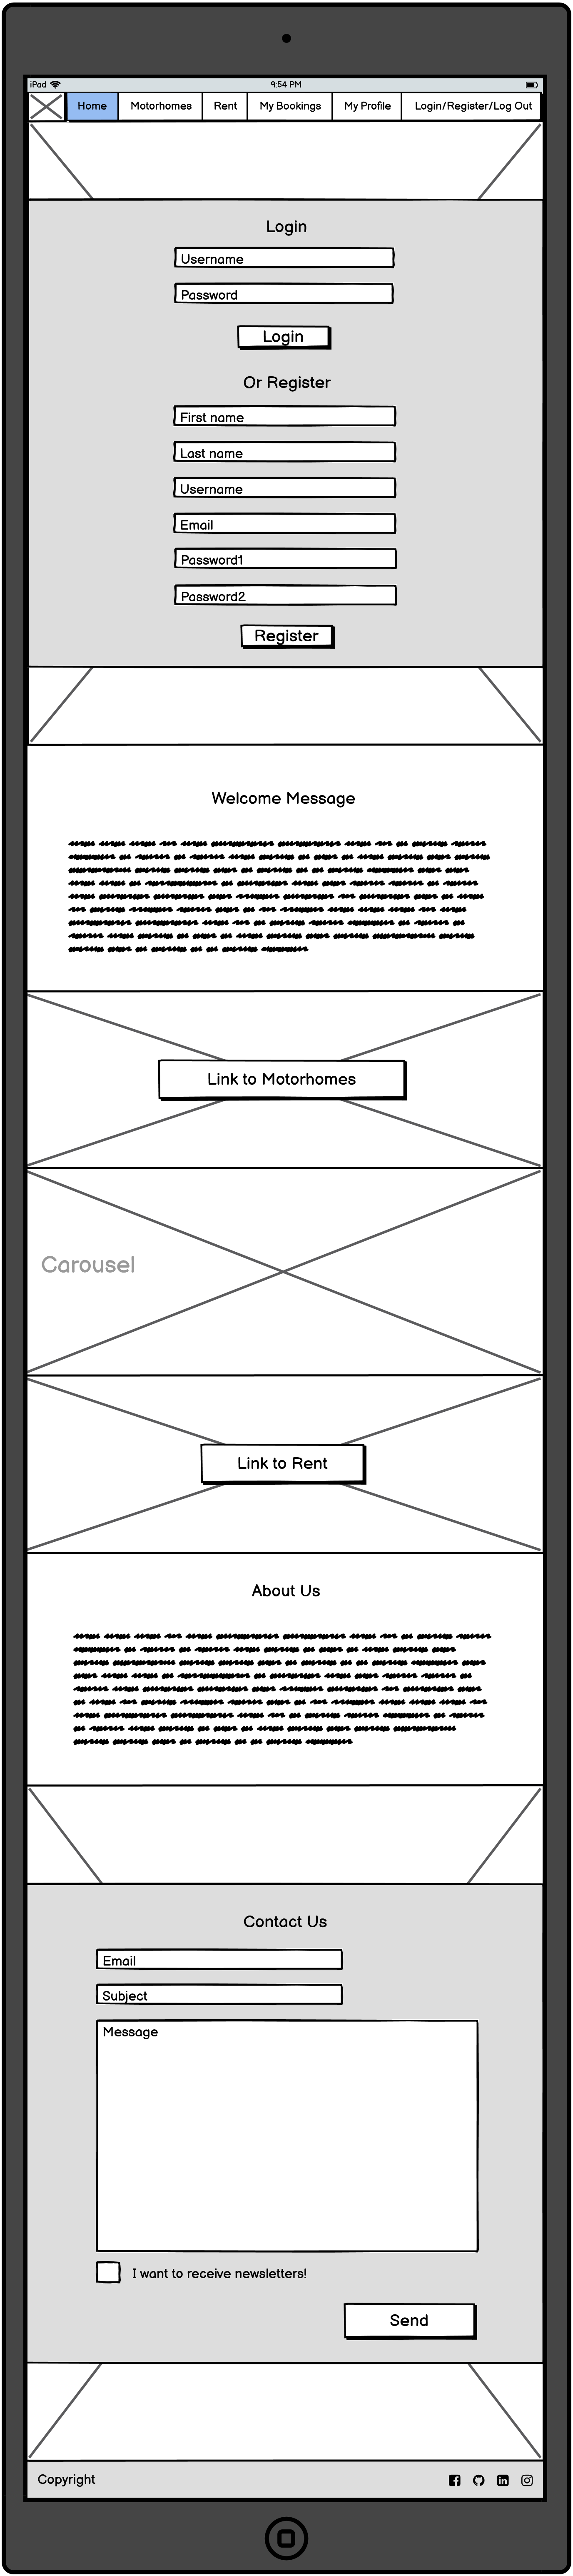 iPad 9:54 PM
Home Motorhomes Rent My Bookings My Profile Login/Register/Log Out
Login
Username
Password
Login
Or Register
First name
Last name
Username
Email
Password1
Password2
Register
Welcome Message
Link to Motorhomes
Carousel
Link to Rent
About Us
Contact Us
Email
Subject
Message
I want to receive newsletters!
Send
Copyright